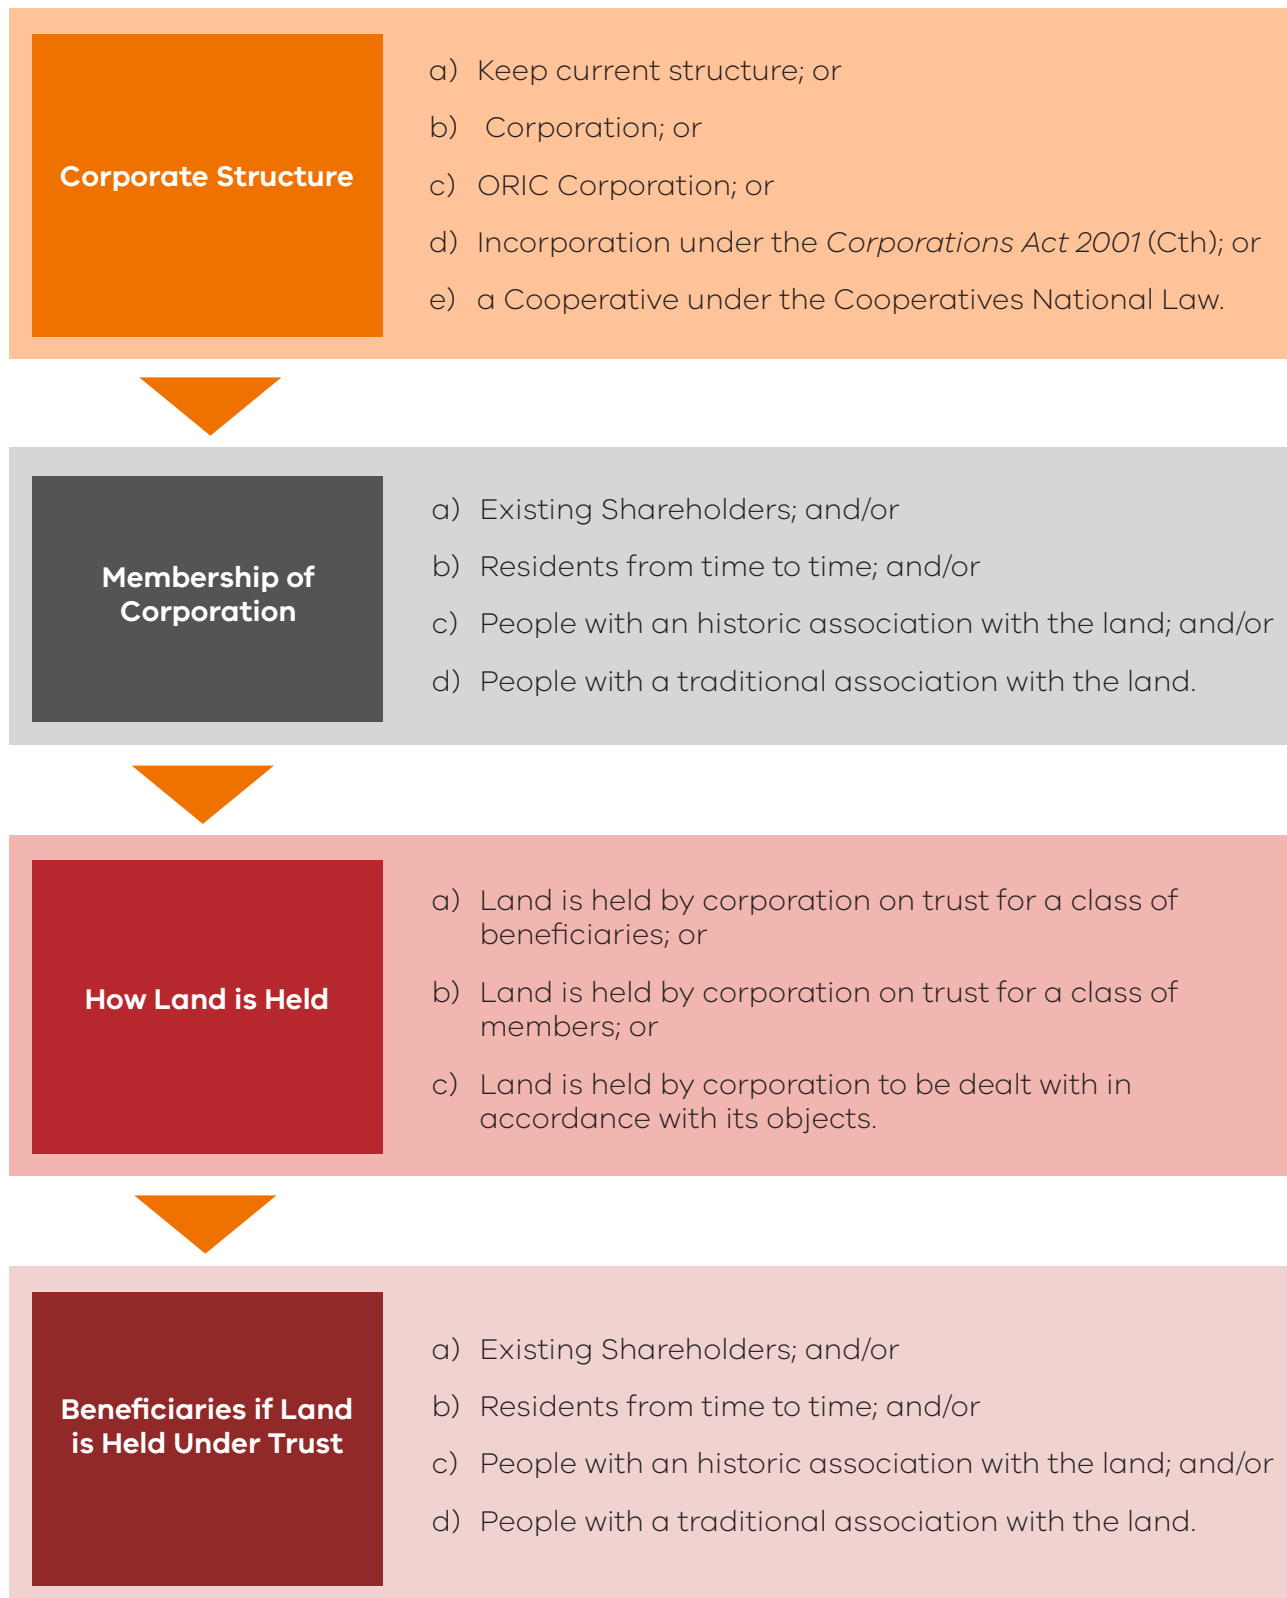 Corporate Structure
a) Keep current structure; or
b) Corporation; or
c) ORIC Corporation; or
d) Incorporation under the Corporations Act 2001 (Cth); or
e) a Cooperative under the Cooperatives National Law.
Membership of
Corporation
a) Existing Shareholders; and/or
b) Residents from time to time; and/or
c) People with an historic association with the land; and/or
d) People with a traditional association with the land.
How Land is Held
a) Land is held by corporation on trust for a class of
beneficiaries; or
b) Land is held by corporation on trust for a class of
members; or
c) Land is held by corporation to be dealt with in
accordance with its objects.
Beneficiaries if Land
is Held Under Trust
a) Existing Shareholders; and/or
b) Residents from time to time; and/or
c) People with an historic association with the land; and/or
d) People with a traditional association with the land.